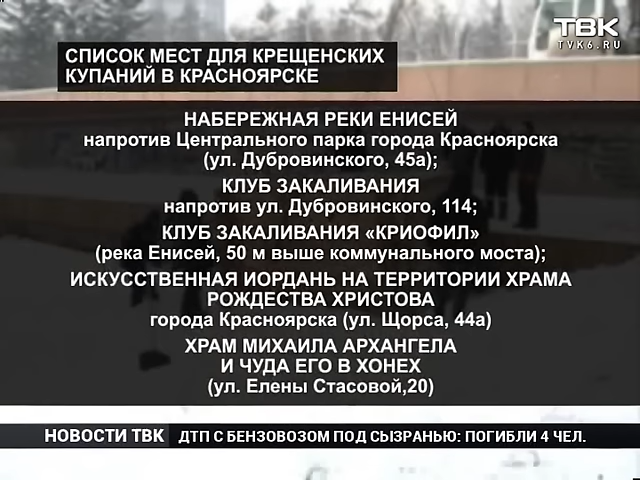 ТВК
TVK6.RU
СПИСОК МЕСТ ДЛЯ КРЕЩЕНСКИХ
КУПАНИЙ В КРАСНОЯРСКЕ
НАБЕРЕЖНАЯ РЕКИ ЕНИСЕЙ
напротив Центрального парка города Красноярска
(ул. Дубровинского, 45а);
КЛУБ ЗАКАЛИВАНИЯ
напротив ул. Дубровинского, 114;
КЛУБ ЗАКАЛИВАНИЯ «КРИОФИЛ»
(река Енисей, 50 м выше коммунального моста);
ИСКУССТВЕННАЯ ИОРДАНЬ НА ТЕРРИТОРИИ ХРАМА
РОЖДЕСТВА ХРИСТОВА
города Красноярска (ул. Щорса, 44а)
ХРАМ МИХАИЛА АРХАНГЕЛА
И ЧУДА ЕГО В ХОНЕХ
(ул. Елены Стасовой,20)
НОВОСТИ ТВК ДТП С БЕНЗОВОЗОМ ПОД СЫЗРАНЬЮ: ПОГИБЛИ 4 ЧЕЛ.